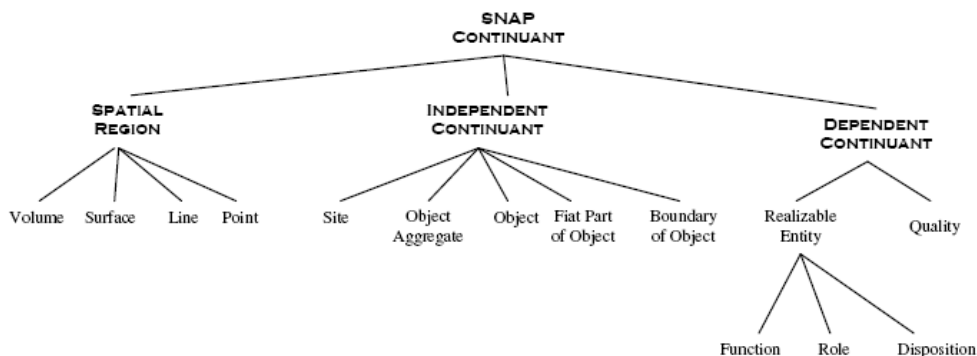 SNAP
CONTINUANT
SPATIAL
REGION
INDEPENDENT
CONTINUANT
DEPENDENT
CONTINUANT
Volume
Surface
Line
Point
Site
Object
Aggregate
Object
Fiat Part
of Object
Boundary
of Object
Realizable
Entity
Quality
Function
Role
Disposition